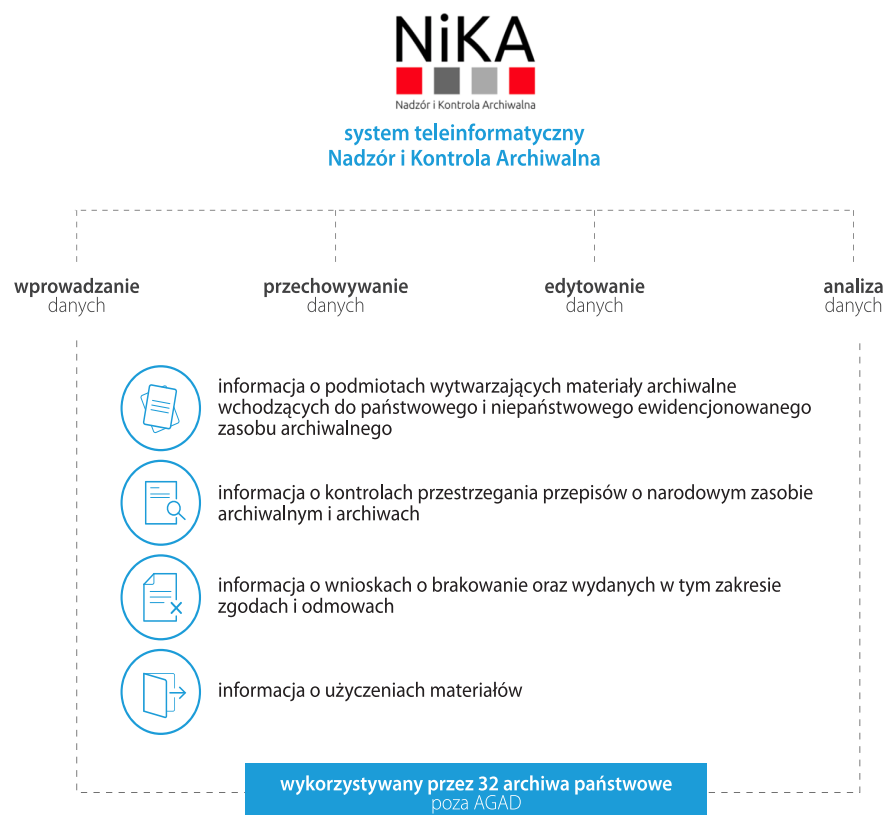 NiKA
Nadzór i Kontrola Archiwalna
system teleinformatyczny
Nadzór i Kontrola Archiwalna
wprowadzanie
danych
przechowywanie
danych
edytowanie
danych
analiza
danych
informacja o podmiotach wytwarzających materiały archiwalne
wchodzących do państwowego i niepaństwowego ewidencjonowanego
zasobu archiwalnego
informacja o kontrolach przestrzegania przepisów o narodowym zasobie
archiwalnym i archiwach
informacja o wnioskach o brakowanie oraz wydanych w tym zakresie
zgodach i odmowach
informacja o użyczeniach materiałów
wykorzystywany przez 32 archiwa państwowe
poza AGAD